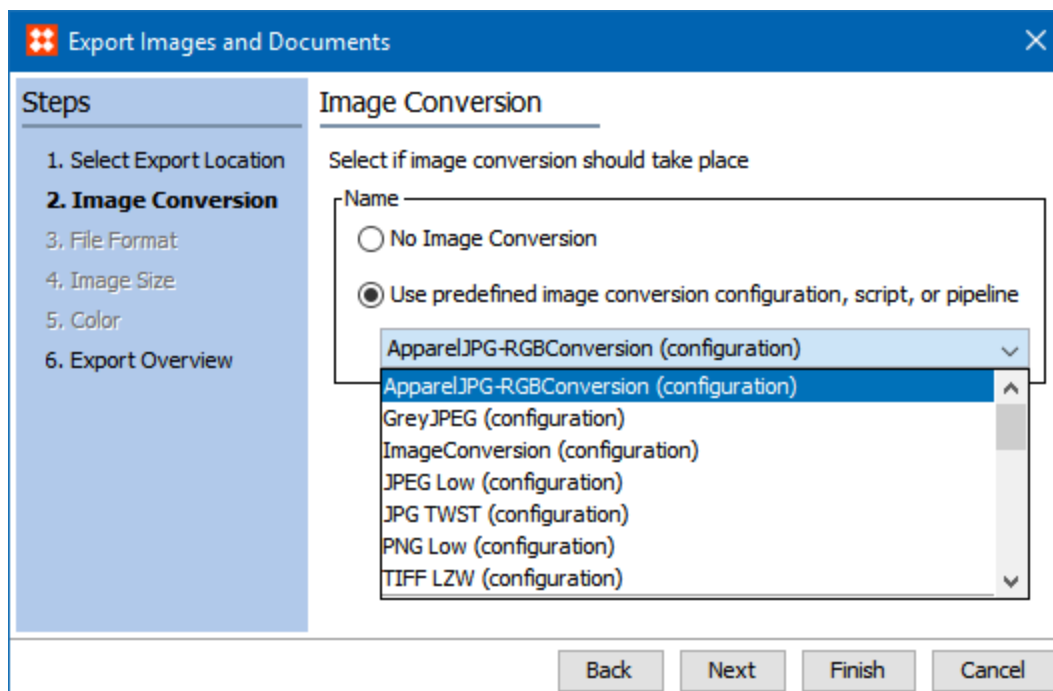 Export Images and Documents
Steps
1. Select Export Location
2. Image Conversion
3. File Format
4. Image Size
5. Color
6. Export Overview
Image Conversion
Select if image conversion should take place
Name
No Image Conversion
Use predefined image conversion configuration, script, or pipeline
ApparelJPG-RGBConversion (configuration)
ApparelJPG-RGBConversion (configuration)
GreyJPEG (configuration)
ImageConversion (configuration)
JPEG Low (configuration)
JPG TWST (configuration)
PNG Low (configuration)
TIFF LZW (configuration)
Back Next Finish Cancel